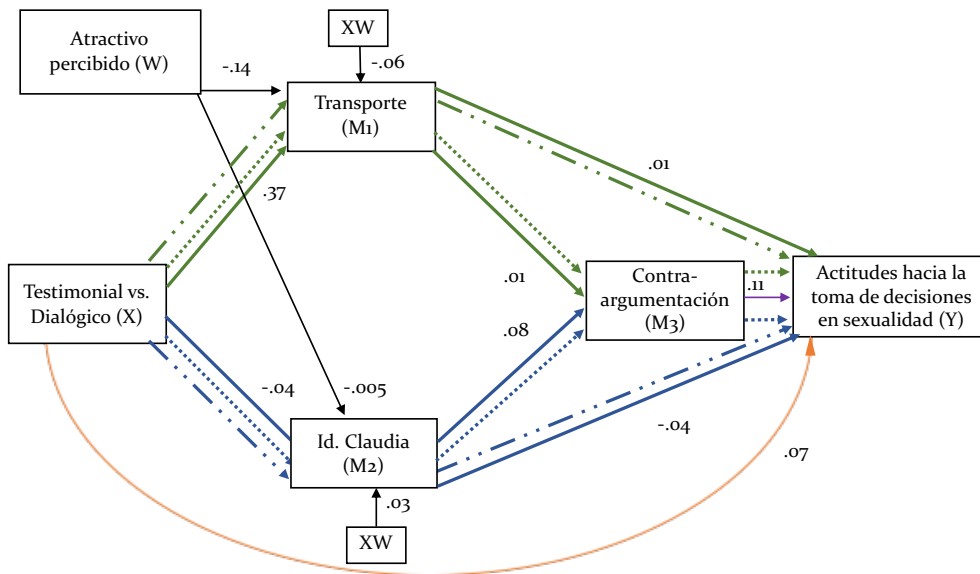 XW
Atractivo
percibido (W)
-.14
-.06
Transporte
(M1)
.37
.01
Testimonial vs.
Dialógico (X)
.01
Contra-
argumentación
(M3)
.11
Actitudes hacia la
toma de decisiones
en sexualidad (Y)
.08
-.04
-.005
Id. Claudia
(M2)
-.04
.07
.03
XW